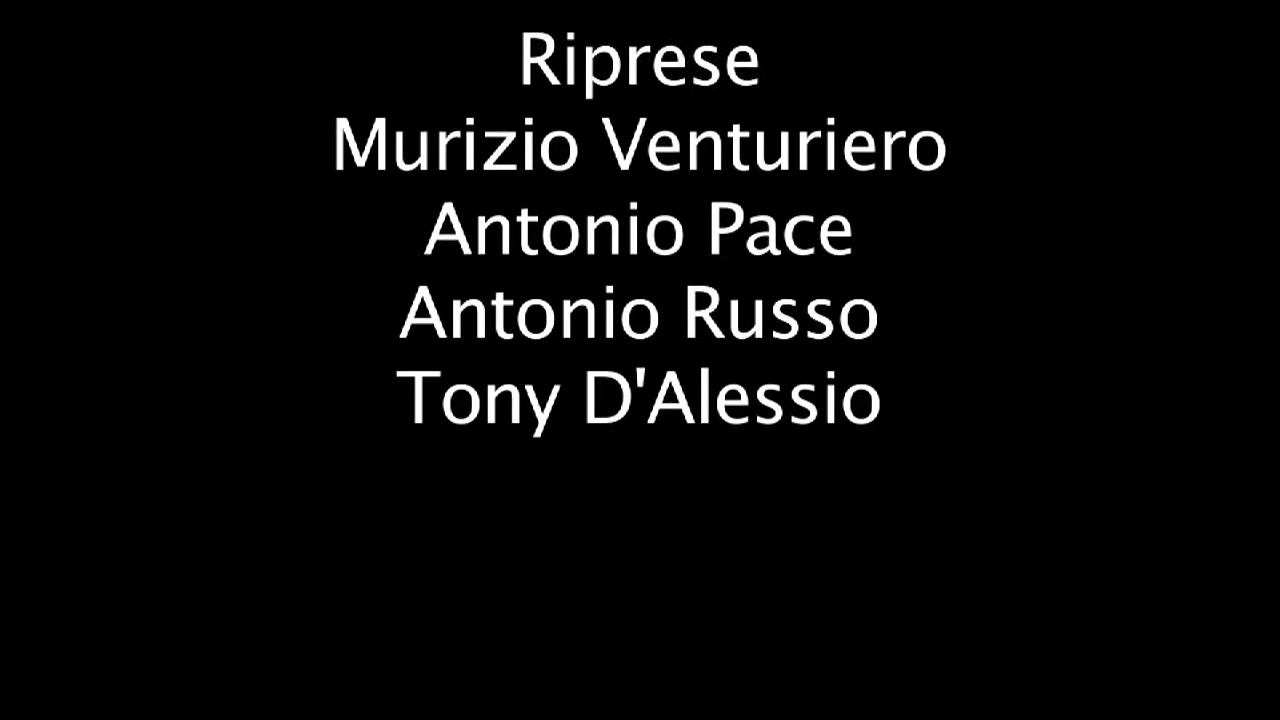 Riprese
Murizio Venturiero
Antonio Pace
Antonio Russo
Tony D'Alessio